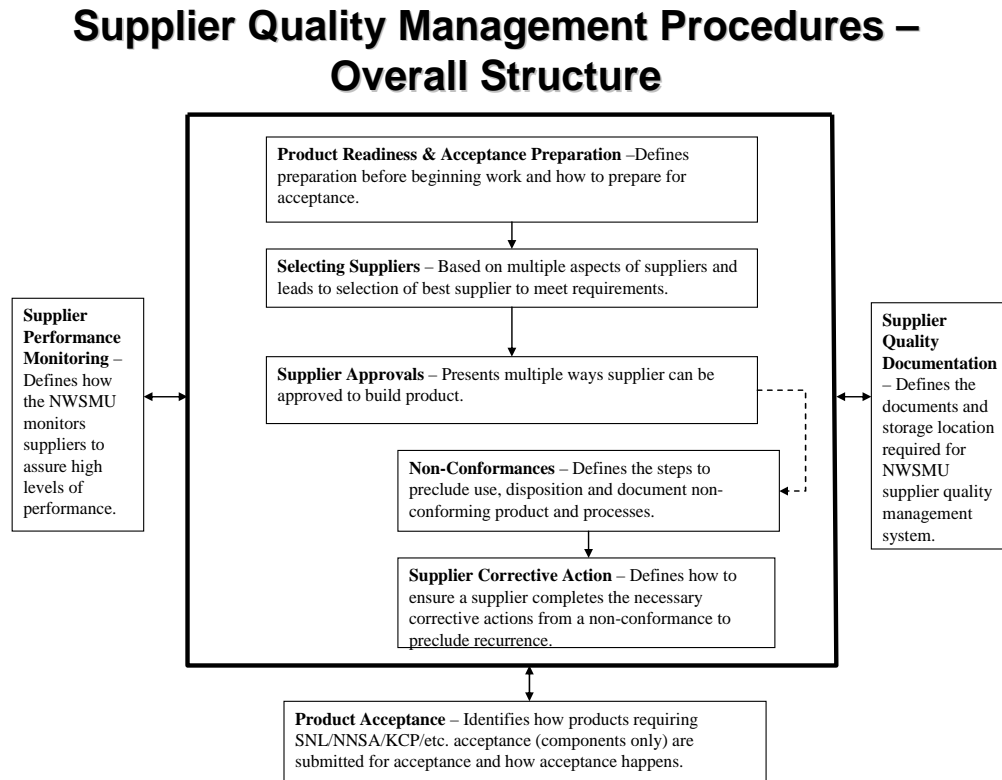 Supplier Quality Management Procedures –
Overall Structure
Product Readiness & Acceptance Preparation –Defines
preparation before beginning work and how to prepare for
acceptance.
Selecting Suppliers – Based on multiple aspects of suppliers and
leads to selection of best supplier to meet requirements.
Supplier
Performance
Monitoring –
Defines how
the NWSMU
monitors
suppliers to
assure high
levels of
performance.
Supplier Approvals – Presents multiple ways supplier can be
approved to build product.
Supplier
Quality
Documentation
– Defines the
documents and
storage location
required for
NWSMU
supplier quality
management
system.
Non-Conformances – Defines the steps to
preclude use, disposition and document non-
conforming product and processes.
Supplier Corrective Action – Defines how to
ensure a supplier completes the necessary
corrective actions from a non-conformance to
preclude recurrence.
Product Acceptance – Identifies how products requiring
SNL/NNSA/KCP/etc. acceptance (components only) are
submitted for acceptance and how acceptance happens.